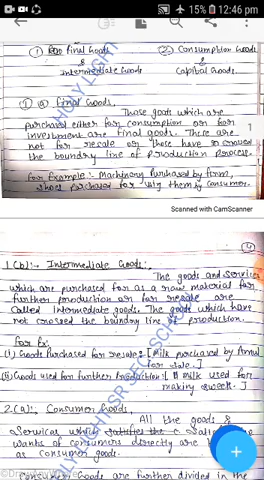 15% 12:46 pm
① final Goods
&
Intermediate Goods
② Consumption Goods
&
Capital Goods.
① (a) Final Goods,
Those goods which are
purchased either for consumption or for
investment are final goods. These are
not for resale or those have crossed
the boundry line of production process.
For Example:- Machinery Purchased by firm,
shoes purchased for using them by consumer.
1
Scanned with CamScanner
1(b):- Intermediate Goods:,
The goods and services
which are purchased for as a raw material for
further production or for resale are
called Intermediate goods. The goods which have
not crossed the boundry line of production.
For Ex.
(i) Goods Purchased for resale: [Milk purchased by Amul
for sale.]
(ii) Goods used for further Production: [Milk used for
making sweet.]
2.(a):, Consumer Goods,
All the goods &
Services which satisfies the
wants of consumers directly are
as consumer goods.
Consumer Goods are further divided in the